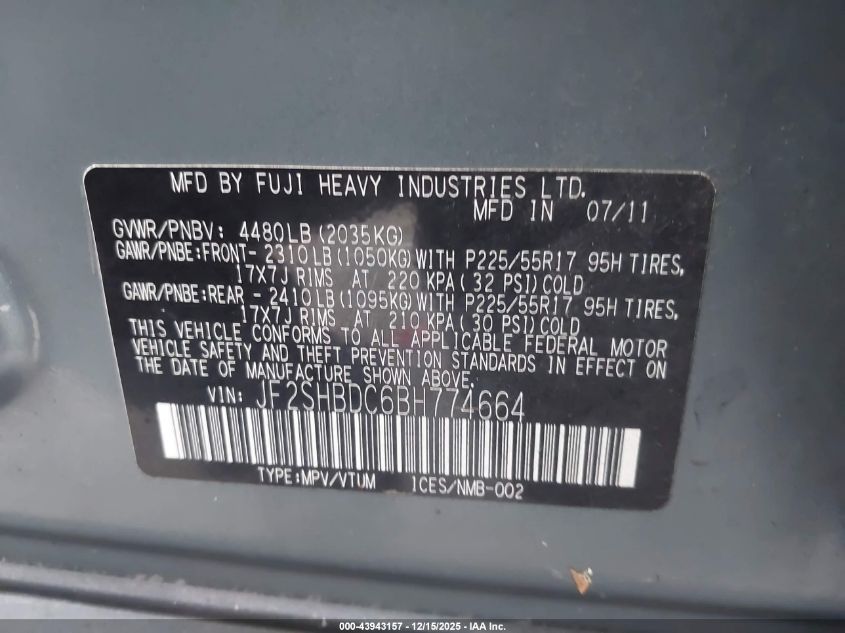 MFD BY FUJI HEAVY INDUSTRIES LTD.
MFD IN 07/11
GVWR/PNBV: 4480LB (2035KG)
GAWR/PNBE:FRONT- 2310LB (1050KG) WITH P225/55R17 95H TIRES,
17X7J RIMS AT 220 KPA (32 PSI) COLD
GAWR/PNBE:REAR - 2410LB (1095KG) WITH P225/55R17 95H TIRES,
17X7J RIMS AT 210 KPA (30 PSI) COLD
THIS VEHICLE CONFORMS TO ALL APPLICABLE FEDERAL MOTOR
VEHICLE SAFETY AND THEFT PREVENTION STANDARDS IN EFFECT ON
THE DATE OF MANUFACTURE SHOWN ABOVE.
VIN: JF2SHBDC6BH774664
TYPE:MPV/VTUM ICES/NMB-002
000-43943157 - 12/15/2025 - IAA Inc.